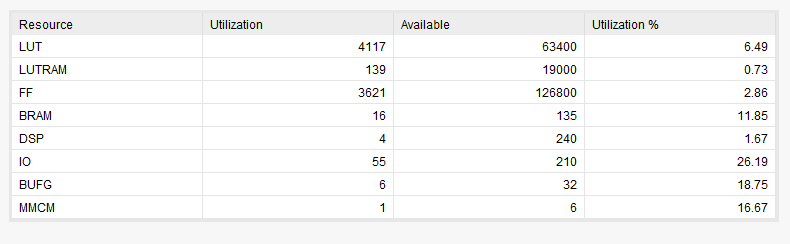 Resource Utilization Available Utilization %
LUT 4117 63400 6.49
LUTRAM 139 19000 0.73
FF 3621 126800 2.86
BRAM 16 135 11.85
DSP 4 240 1.67
IO 55 210 26.19
BUFG 6 32 18.75
MMCM 1 6 16.67